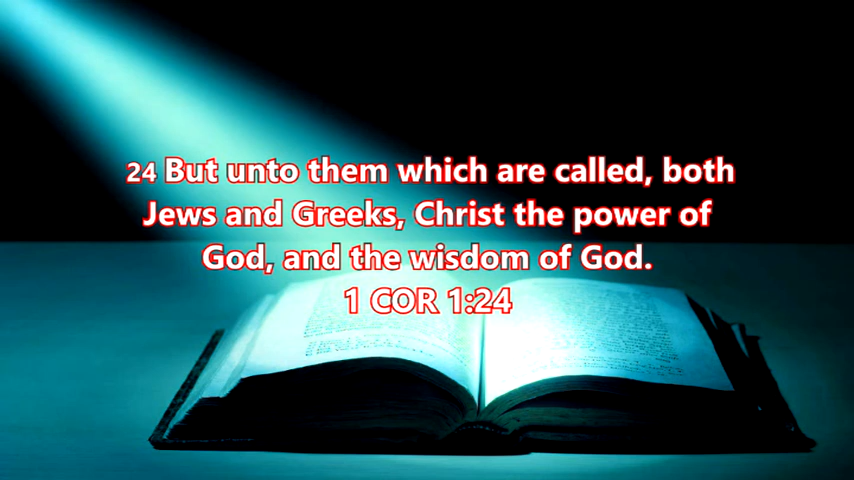 24 But unto them which are called, both
Jews and Greeks, Christ the power of
God, and the wisdom of God.
1 COR 1:24